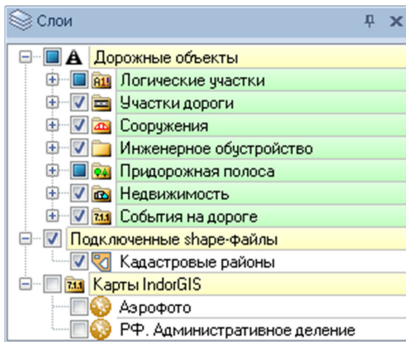 Слои
Дорожные объекты
Логические участки
Участки дороги
Сооружения
Инженерное обустройство
Придорожная полоса
Недвижимость
События на дороге
Подключенные shape-файлы
Кадастровые районы
Карты IndorGIS
Аэрофото
РФ. Административное деление